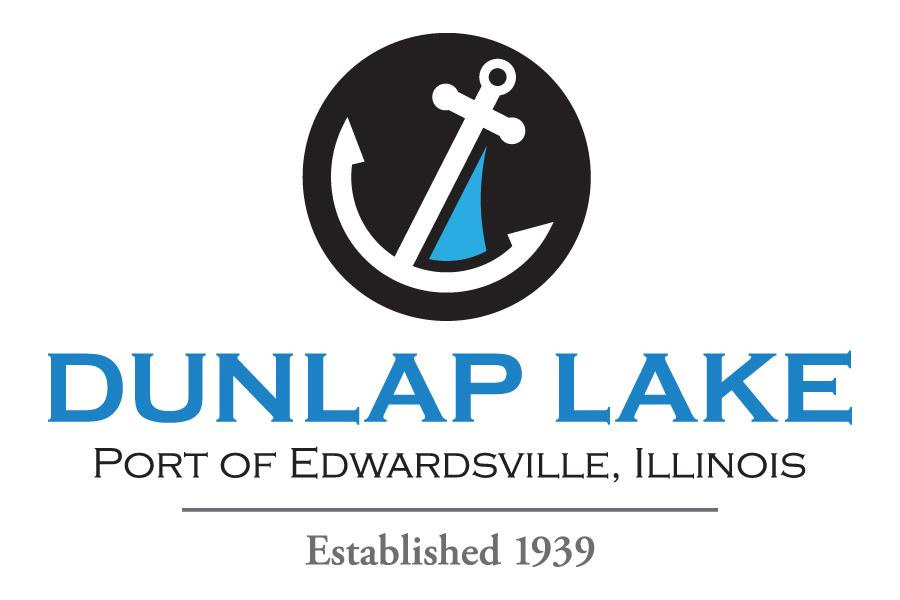 DUNLAP LAKE
PORT OF EDWARDSVILLE, ILLINOIS
Established 1939